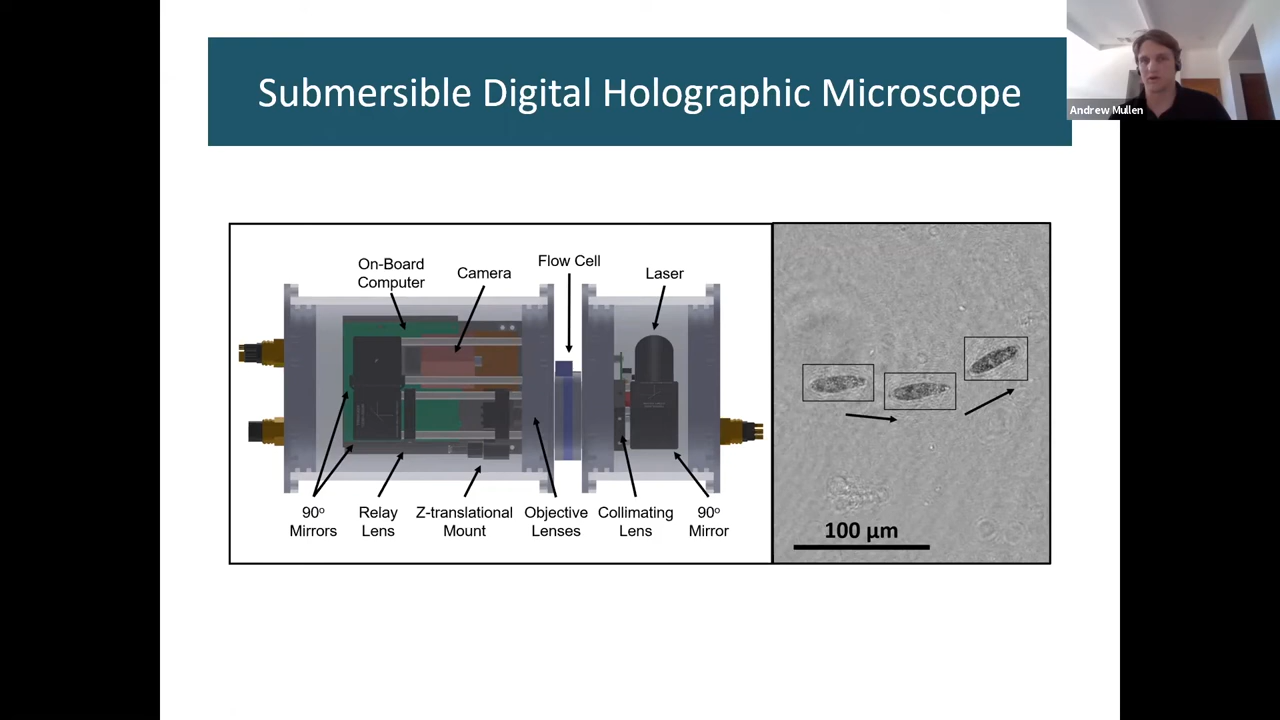 Submersible Digital Holographic Microscope
Andrew Mullen
On-Board
Computer
Camera
Flow Cell
Laser
90º
Mirrors
Relay
Lens
Z-translational
Mount
Objective
Lenses
Collimating
Lens
90º
Mirror
100 µm